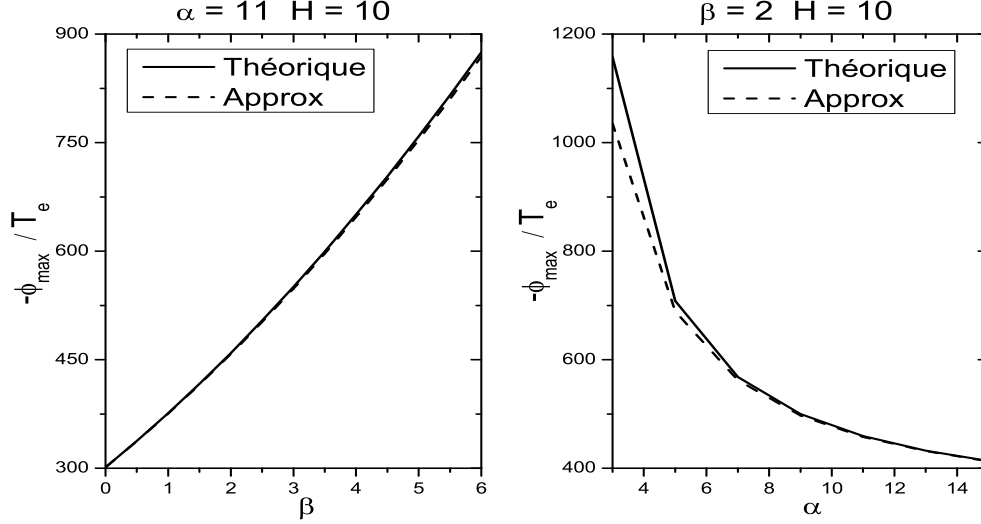 α = 11 H = 10
900
750
600
450
300
0 1 2 3 4 5 6
β
-ϕmax / Te
Théorique
Approx
β = 2 H = 10
1200
1000
800
600
400
4 6 8 10 12 14
α
-ϕmax / Te
Théorique
Approx